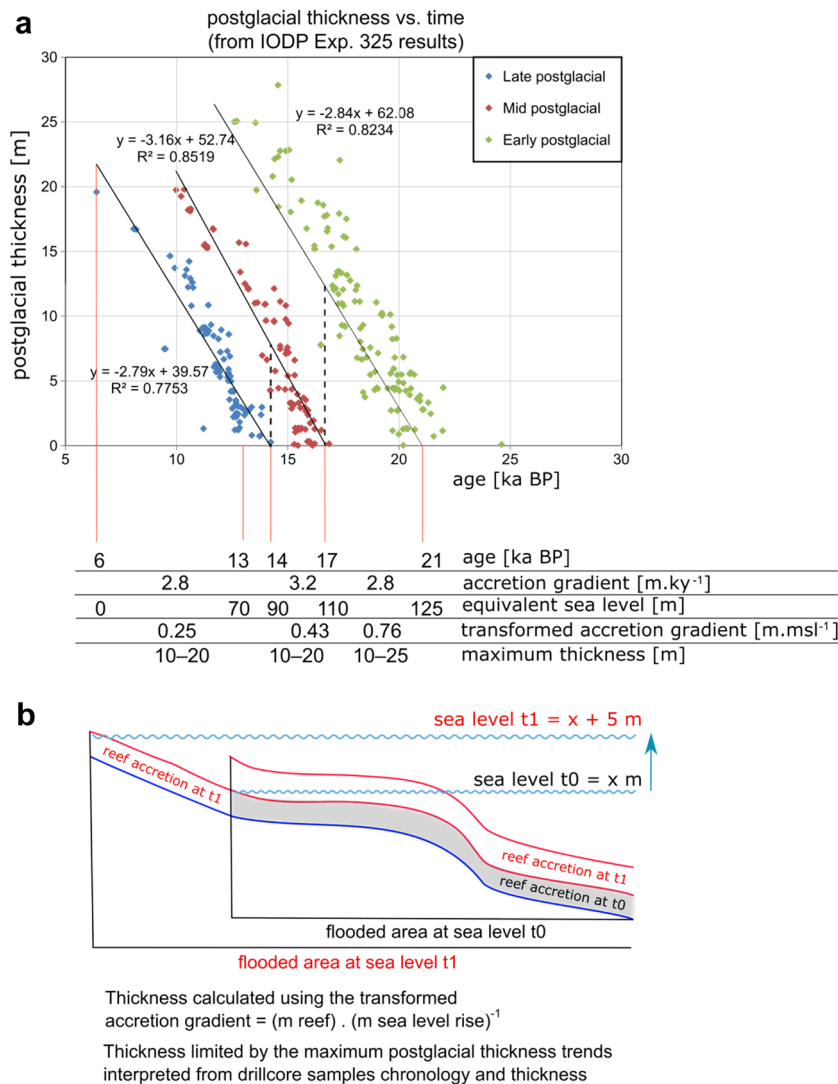 a
postglacial thickness vs. time
(from IODP Exp. 325 results)
Late postglacial
Mid postglacial
Early postglacial
y = -2.84x + 62.08
R² = 0.8234
y = -3.16x + 52.74
R² = 0.8519
y = -2.79x + 39.57
R² = 0.7753
postglacial thickness [m]
30
25
20
15
10
5
0
5 10 15 20 25 30
age [ka BP]
6 13 14 17 21 age [ka BP]
2.8 3.2 2.8 accretion gradient [m.ky⁻¹]
0 70 90 110 125 equivalent sea level [m]
0.25 0.43 0.76 transformed accretion gradient [m.msl⁻¹]
10–20 10–20 10–25 maximum thickness [m]
b
sea level t1 = x + 5 m
sea level t0 = x m
reef accretion at t1
reef accretion at t1
reef accretion at t0
flooded area at sea level t0
flooded area at sea level t1
Thickness calculated using the transformed
accretion gradient = (m reef) . (m sea level rise)⁻¹
Thickness limited by the maximum postglacial thickness trends
interpreted from drillcore samples chronology and thickness